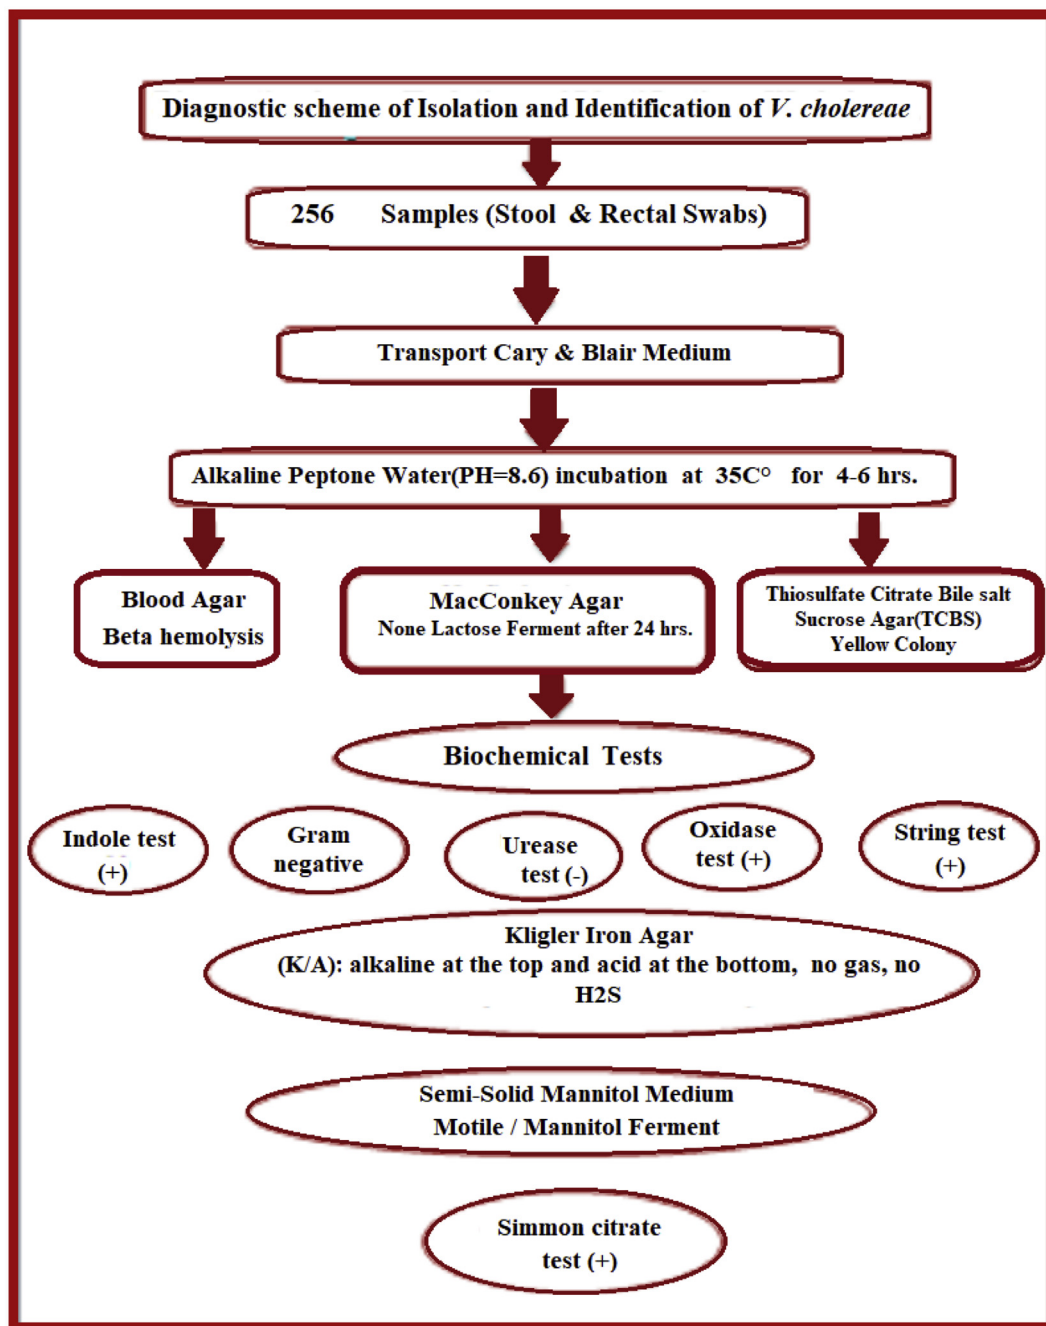 Diagnostic scheme of Isolation and Identification of V. cholereae
256 Samples (Stool & Rectal Swabs)
Transport Cary & Blair Medium
Alkaline Peptone Water(PH=8.6) incubation at 35C° for 4-6 hrs.
Blood Agar
Beta hemolysis
MacConkey Agar
None Lactose Ferment after 24 hrs.
Thiosulfate Citrate Bile salt
Sucrose Agar(TCBS)
Yellow Colony
Biochemical Tests
Indole test
(+)
Gram
negative
Urease
test (-)
Oxidase
test (+)
String test
(+)
Kligler Iron Agar
(K/A): alkaline at the top and acid at the bottom, no gas, no
H2S
Semi-Solid Mannitol Medium
Motile / Mannitol Ferment
Simmon citrate
test (+)